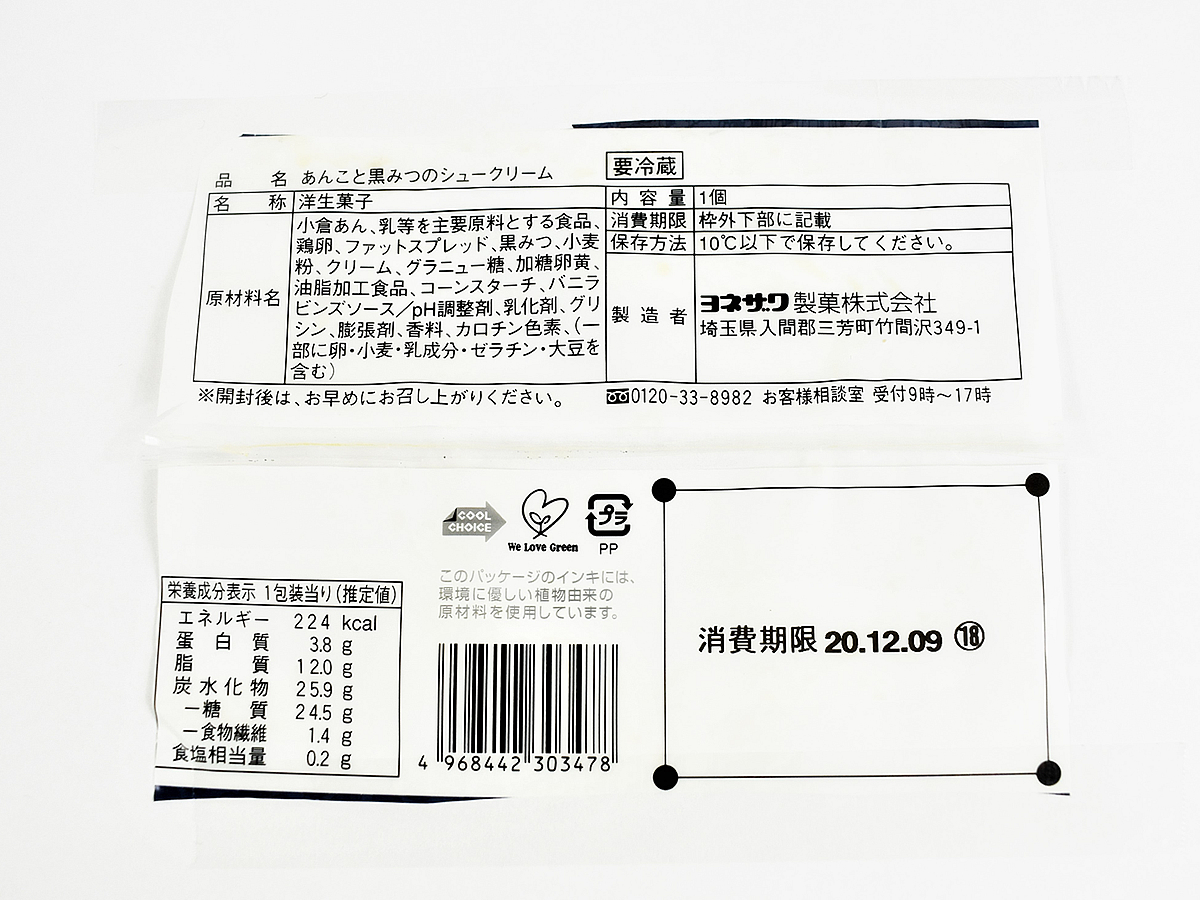 要冷蔵
品名 あんこと黒みつのシュークリーム
名称 洋生菓子
原材料名
小倉あん、乳等を主要原料とする食品、
鶏卵、ファットスプレッド、黒みつ、小麦
粉、クリーム、グラニュー糖、加糖卵黄、
油脂加工食品、コーンスターチ、バニラ
ビンズソース/pH調整剤、乳化剤、グリ
シン、膨張剤、香料、カロチン色素、(一
部に卵・小麦・乳成分・ゼラチン・大豆を
含む)
内容量 1個
消費期限 枠外下部に記載
保存方法 10℃以下で保存してください。
製造者
ヨネザワ製菓株式会社
埼玉県入間郡三芳町竹間沢349-1
※開封後は、お早めにお召し上がりください。
0120-33-8982 お客様相談室 受付9時~17時
COOL
CHOICE
We Love Green
プラ
PP
このパッケージのインキには、
環境に優しい植物由来の
原材料を使用しています。
栄養成分表示 1包装当り(推定値)
エネルギー 224 kcal
蛋白質 3.8 g
脂質 12.0 g
炭水化物 25.9 g
-糖質 24.5 g
-食物繊維 1.4 g
食塩相当量 0.2 g
4 968442 303478
消費期限 20.12.09 ⑱